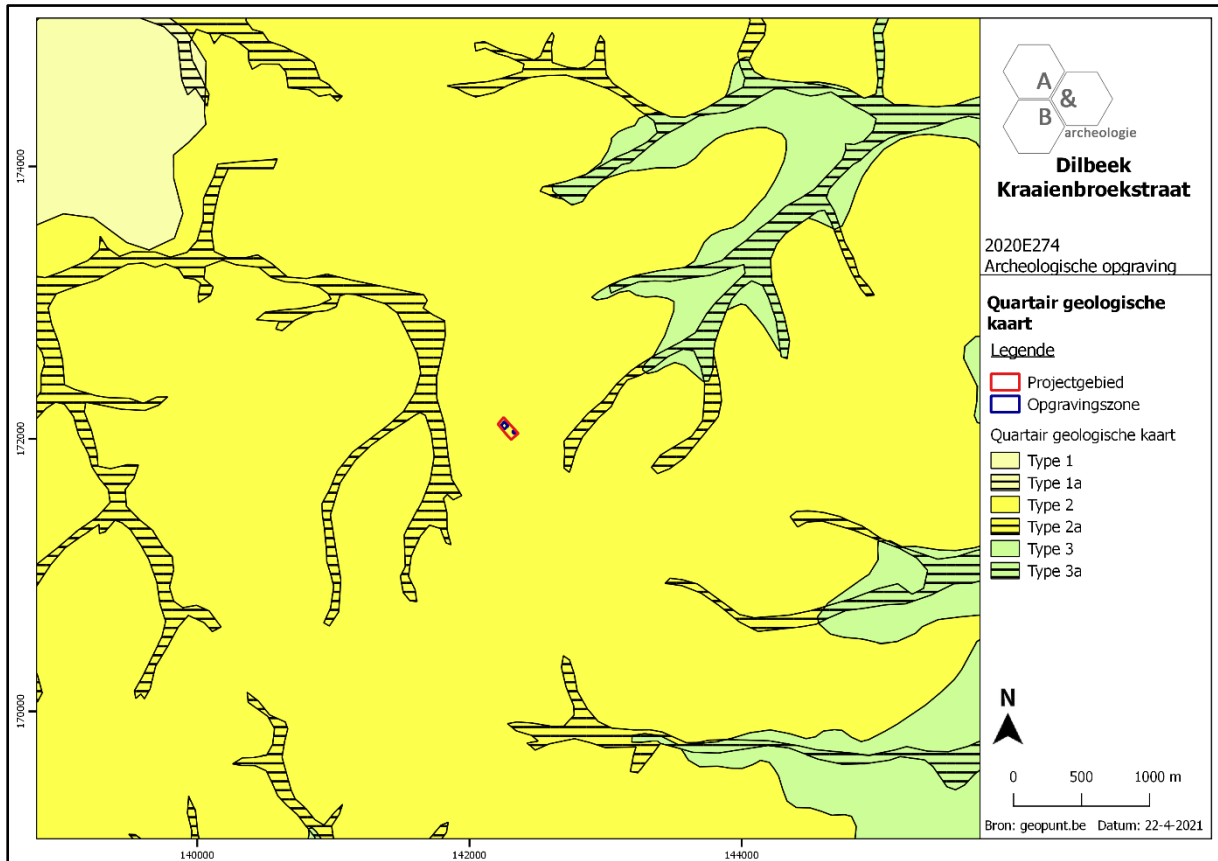 A
&
B
archeologie
Dilbeek
Kraaienbroekstraat
2020E274
Archeologische opgraving
Quartair geologische
kaart
Legende
Projectgebied
Opgravingszone
Quartair geologische kaart
Type 1
Type 1a
Type 2
Type 2a
Type 3
Type 3a
N
0 500 1000 m
Bron: geopunt.be Datum: 22-4-2021
174000
172000
170000
140000 142000 144000